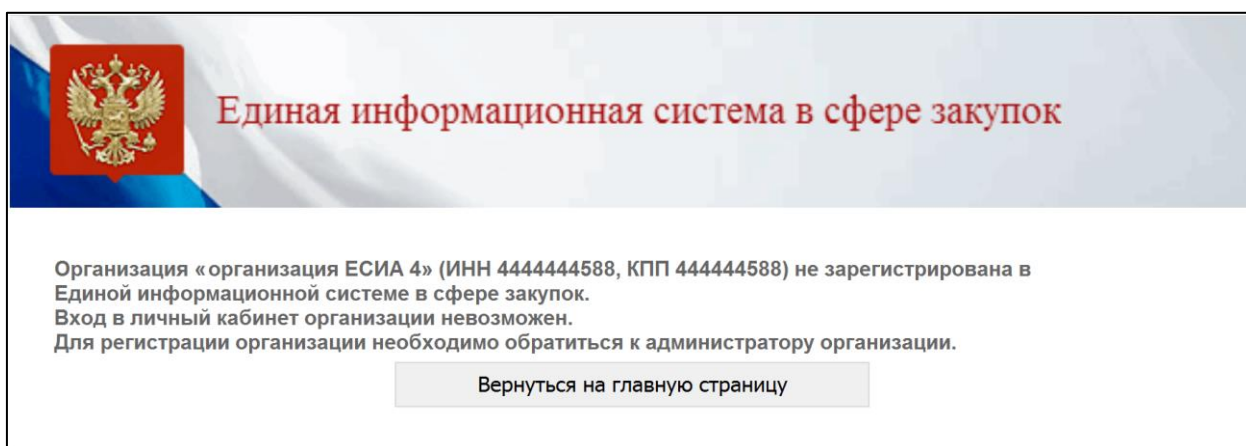 Единая информационная система в сфере закупок
Организация «организация ЕСИА 4» (ИНН 4444444588, КПП 444444588) не зарегистрирована в
Единой информационной системе в сфере закупок.
Вход в личный кабинет организации невозможен.
Для регистрации организации необходимо обратиться к администратору организации.
Вернуться на главную страницу